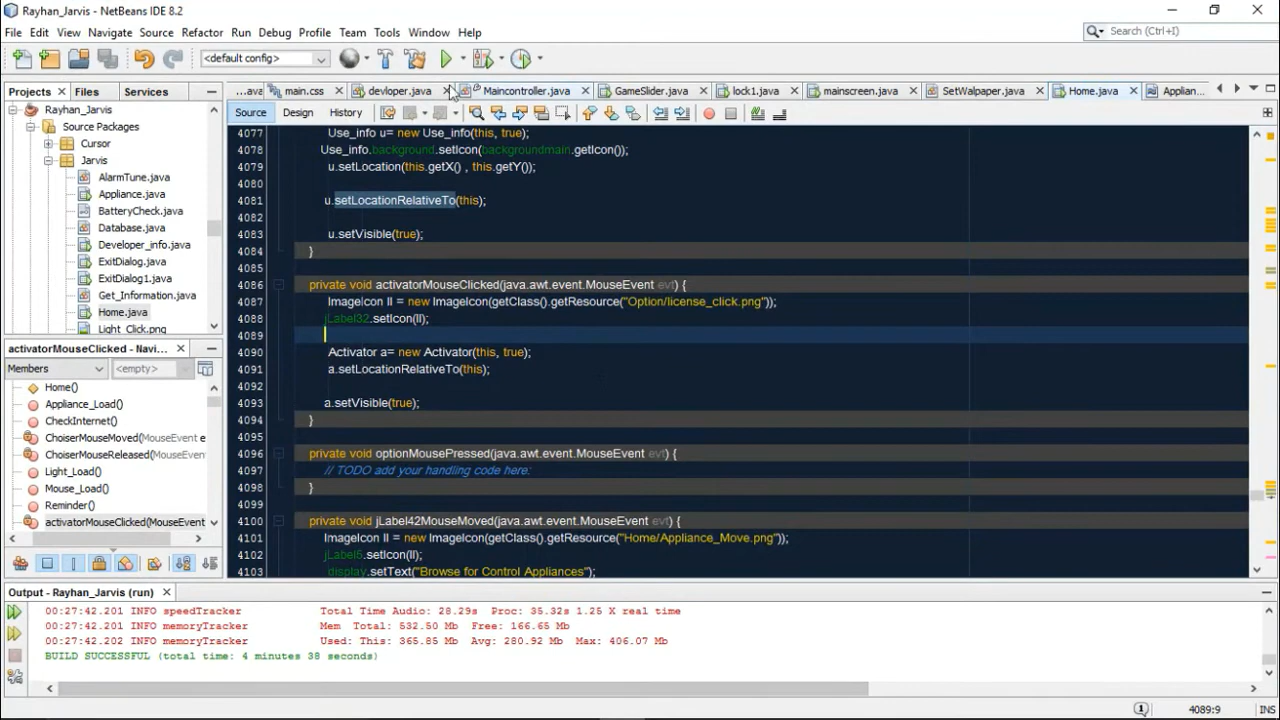 Rayhan_Jarvis - NetBeans IDE 8.2
File Edit View Navigate Source Refactor Run Debug Profile Team Tools Window Help
Search (Ctrl+I)
<default config>
Projects Files Services
...ava main.css devloper.java Maincontroller.java GameSlider.java lock1.java mainscreen.java SetWalpaper.java Home.java Applian...
Source Design History
Rayhan_Jarvis
Source Packages
Cursor
Jarvis
AlarmTune.java
Appliance.java
BatteryCheck.java
Database.java
Developer_info.java
ExitDialog.java
ExitDialog1.java
Get_Information.java
Home.java
Light_Click.png
activatorMouseClicked - Navi...
Members <empty>
Home()
Appliance_Load()
CheckInternet()
ChoiserMouseMoved(MouseEvent e
ChoiserMouseReleased(MouseEvent
Light_Load()
Mouse_Load()
Reminder()
activatorMouseClicked(MouseEvent
4077 Use_info u= new Use_info(this, true);
4078 Use_info.background.setIcon(backgroundmain.getIcon());
4079 u.setLocation(this.getX() , this.getY());
4080
4081 u.setLocationRelativeTo(this);
4082
4083 u.setVisible(true);
4084 }
4085
4086 private void activatorMouseClicked(java.awt.event.MouseEvent evt) {
4087 ImageIcon II = new ImageIcon(getClass().getResource("Option/license_click.png"));
4088 jLabel32.setIcon(II);
4089
4090 Activator a= new Activator(this, true);
4091 a.setLocationRelativeTo(this);
4092
4093 a.setVisible(true);
4094 }
4095
4096 private void optionMousePressed(java.awt.event.MouseEvent evt) {
4097 // TODO add your handling code here:
4098 }
4099
4100 private void jLabel42MouseMoved(java.awt.event.MouseEvent evt) {
4101 ImageIcon II = new ImageIcon(getClass().getResource("Home/Appliance_Move.png"));
4102 jLabel5.setIcon(II);
4103 display.setText("Browse for Control Appliances");
Output - Rayhan_Jarvis (run)
00:27:42.201 INFO speedTracker Total Time Audio: 28.29s Proc: 35.32s 1.25 X real time
00:27:42.201 INFO memoryTracker Mem Total: 532.50 Mb Free: 166.65 Mb
00:27:42.202 INFO memoryTracker Used: This: 365.85 Mb Avg: 280.92 Mb Max: 406.07 Mb
BUILD SUCCESSFUL (total time: 4 minutes 38 seconds)
4089:9 INS